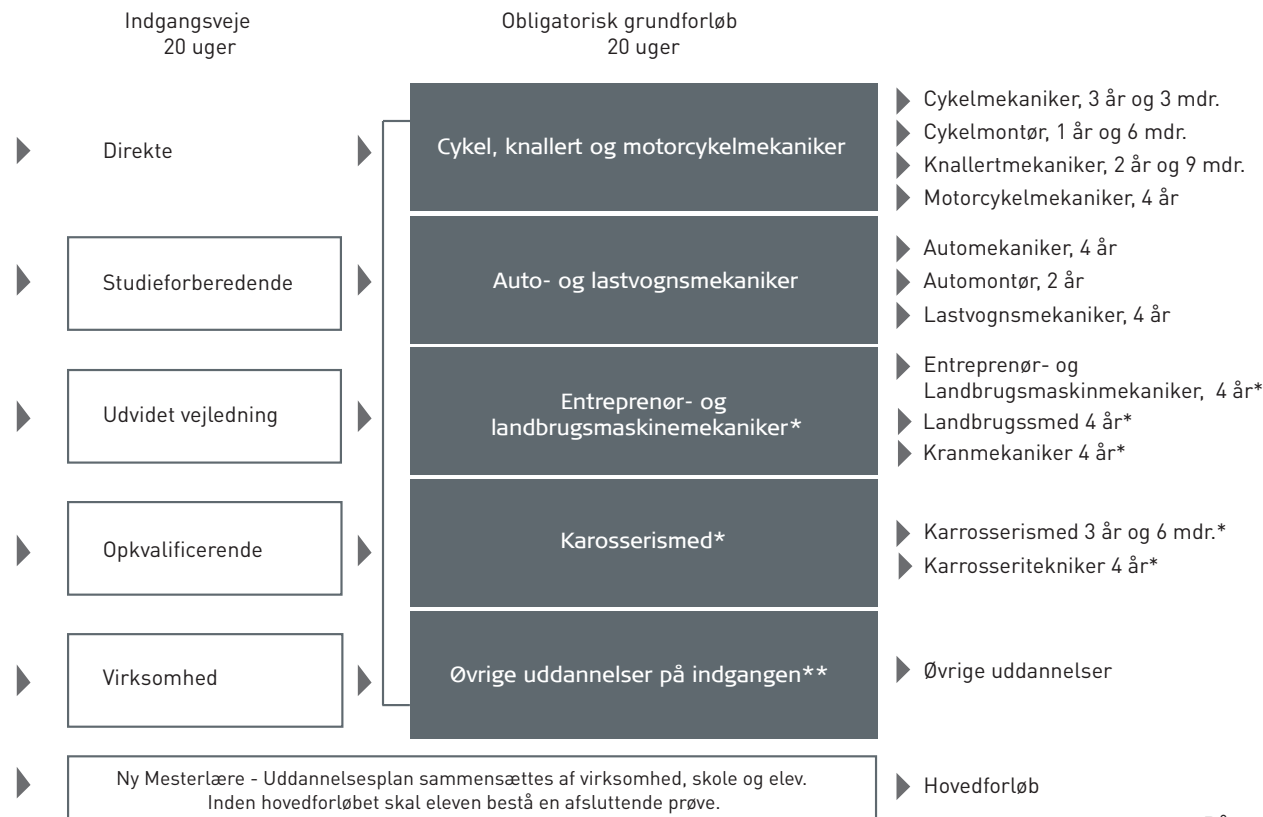 Indgangsveje
20 uger
Obligatorisk grundforløb
20 uger
Direkte
Studieforberedende
Udvidet vejledning
Opkvalificerende
Virksomhed
Cykel, knallert og motorcykelmekaniker
Auto- og lastvognsmekaniker
Entreprenør- og
landbrugsmaskinemekaniker*
Karosserismed*
Øvrige uddannelser på indgangen**
Cykelmekaniker, 3 år og 3 mdr.
Cykelmontør, 1 år og 6 mdr.
Knallertmekaniker, 2 år og 9 mdr.
Motorcykelmekaniker, 4 år
Automekaniker, 4 år
Automontør, 2 år
Lastvognsmekaniker, 4 år
Entreprenør- og
Landbrugsmaskinmekaniker, 4 år*
Landbrugssmed 4 år*
Kranmekaniker 4 år*
Karrosserismed 3 år og 6 mdr.*
Karrosseritekniker 4 år*
Øvrige uddannelser
Ny Mesterlære - Uddannelsesplan sammensættes af virksomhed, skole og elev.
Inden hovedforløbet skal eleven bestå en afsluttende prøve.
Hovedforløb